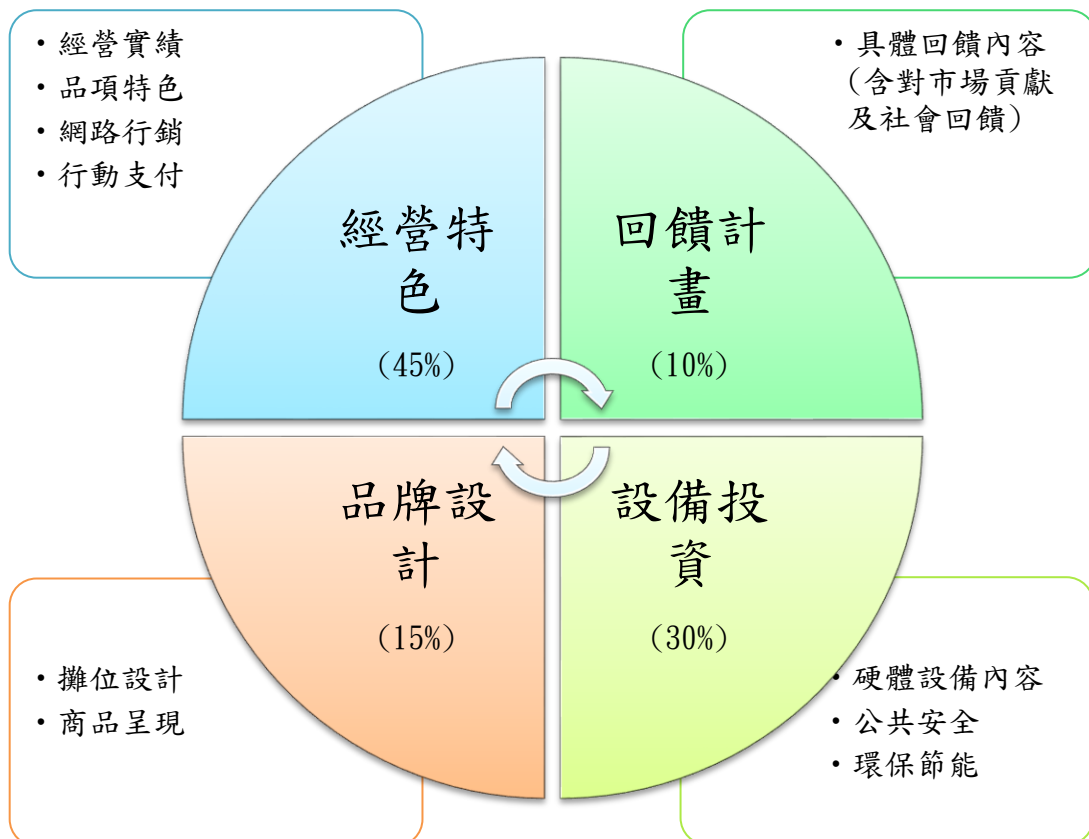 ・經營實績
・品項特色
・網路行銷
・行動支付
・具體回饋內容
（含對市場貢獻
及社會回饋）
經營特
色
(45%)
回饋計
畫
(10%)
品牌設
計
(15%)
設備投
資
(30%)
・攤位設計
・商品呈現
・硬體設備內容
・公共安全
・環保節能